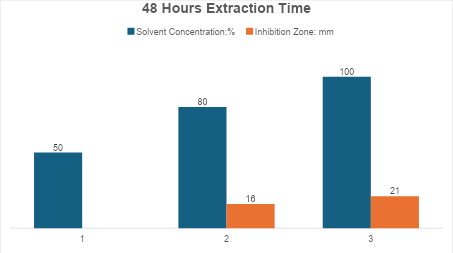 48 Hours Extraction Time
Solvent Concentration:% Inhibition Zone: mm
50
80
16
100
21
1 2 3